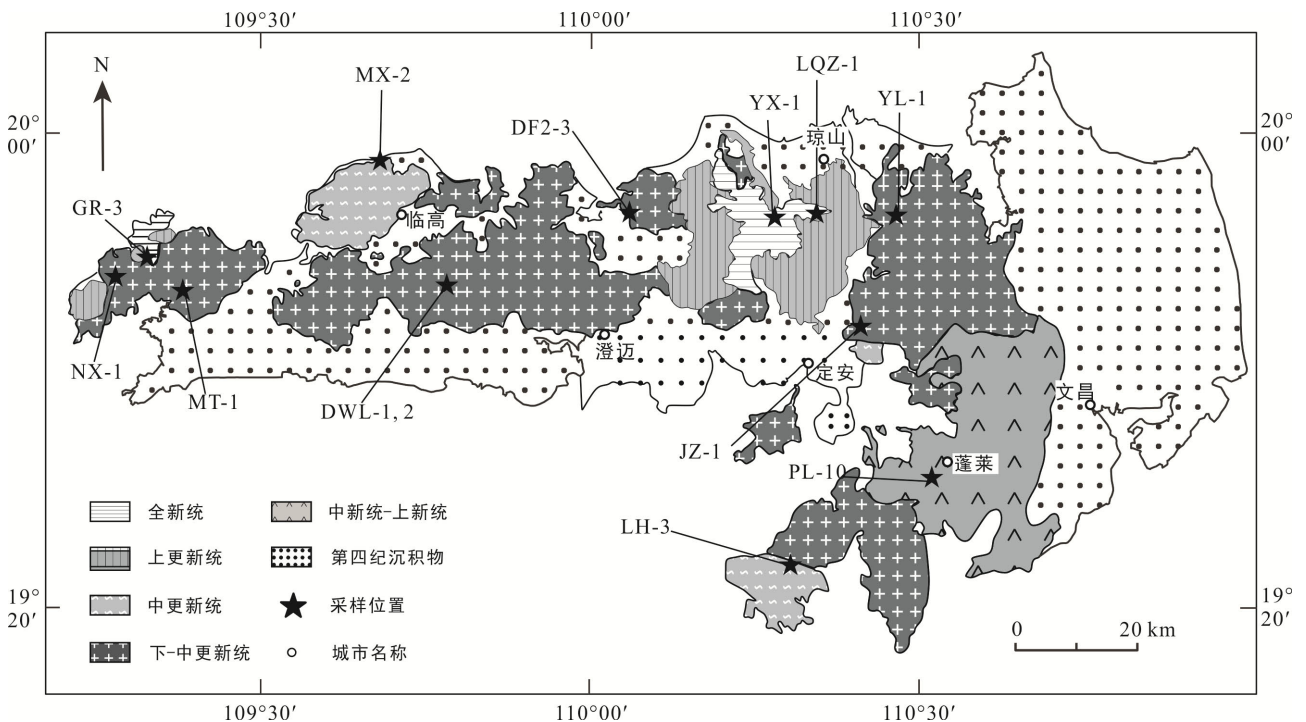 109°30′
110°00′
110°30′
20°
00′
20°
00′
N
MX-2
LQZ-1
YX-1
YL-1
DF2-3
琼山
GR-3
临高
NX-1
MT-1
DWL-1, 2
澄迈
定安
文昌
JZ-1
PL-10
蓬莱
LH-3
全新统
中新统-上新统
上更新统
第四纪沉积物
中更新统
采样位置
下-中更新统
城市名称
0
20 km
19°
20′
19°
20′
109°30′
110°00′
110°30′